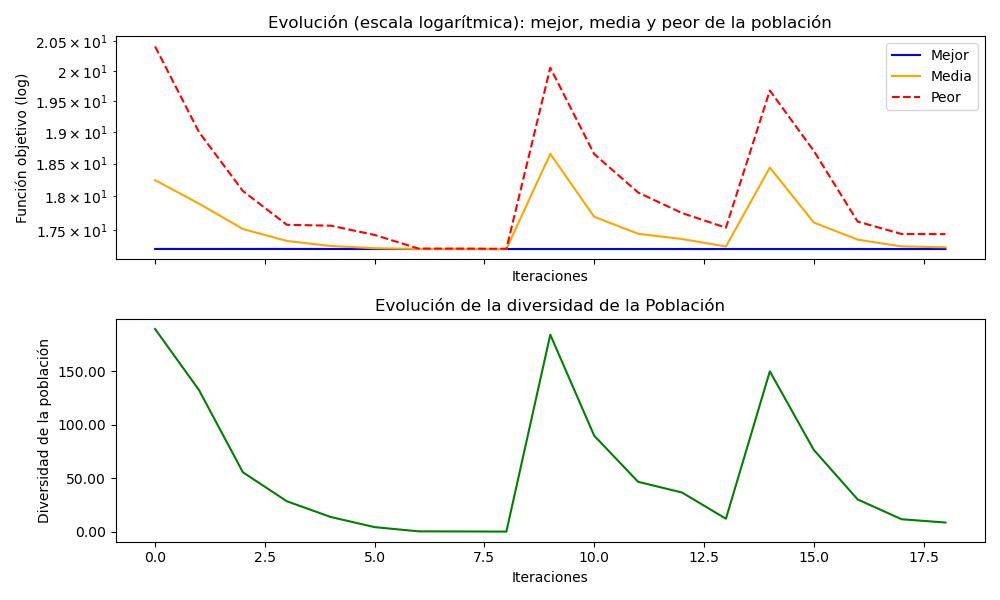 Evolución (escala logarítmica): mejor, media y peor de la población
2.05 × 10¹
2 × 10¹
1.95 × 10¹
1.9 × 10¹
1.85 × 10¹
1.8 × 10¹
1.75 × 10¹
Función objetivo (log)
Mejor
Media
Peor
Iteraciones
Evolución de la diversidad de la Población
150.00
100.00
50.00
0.00
Diversidad de la población
0.0 2.5 5.0 7.5 10.0 12.5 15.0 17.5
Iteraciones